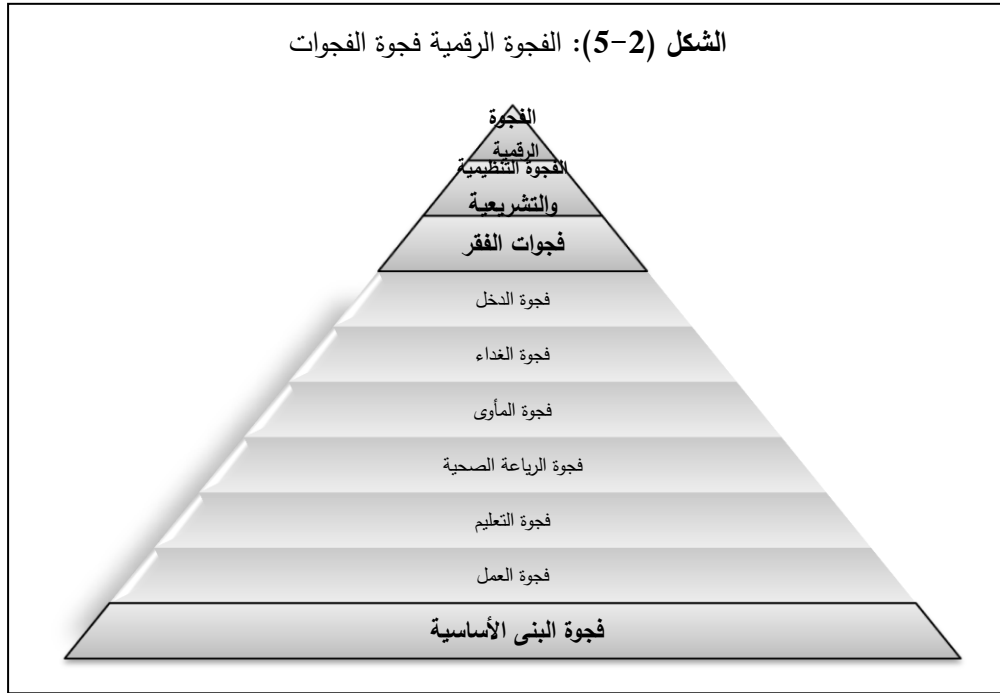 الشكل (2-5): الفجوة الرقمية فجوة الفجوات
الفجوة
الرقمية
الفجوة التنظيمية
والتشريعية
فجوات الفقر
فجوة الدخل
فجوة الغداء
فجوة المأوى
فجوة الرياعة الصحية
فجوة التعليم
فجوة العمل
فجوة البنى الأساسية